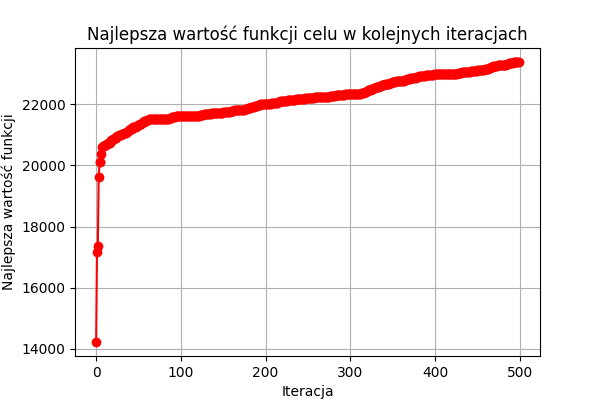 Najlepsza wartość funkcji celu w kolejnych iteracjach
Najlepsza wartość funkcji
22000
20000
18000
16000
14000
0 100 200 300 400 500
Iteracja